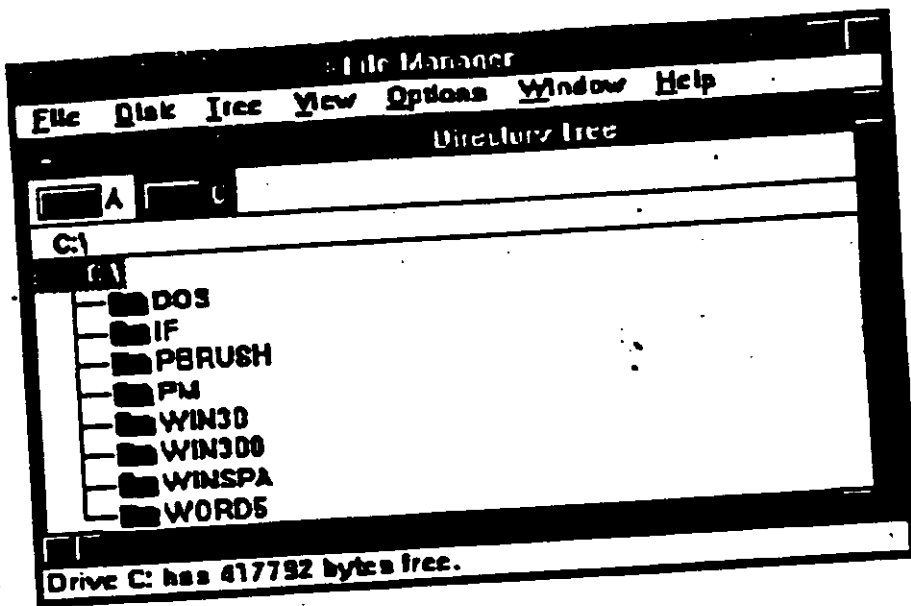 File Manager
File Disk Tree View Options Window Help
Directory Tree
A C
C:\
C:\
DOS
IF
PBRUSH
PM
WIN30
WIN300
WINSPA
WORD5
Drive C: has 417792 bytes free.